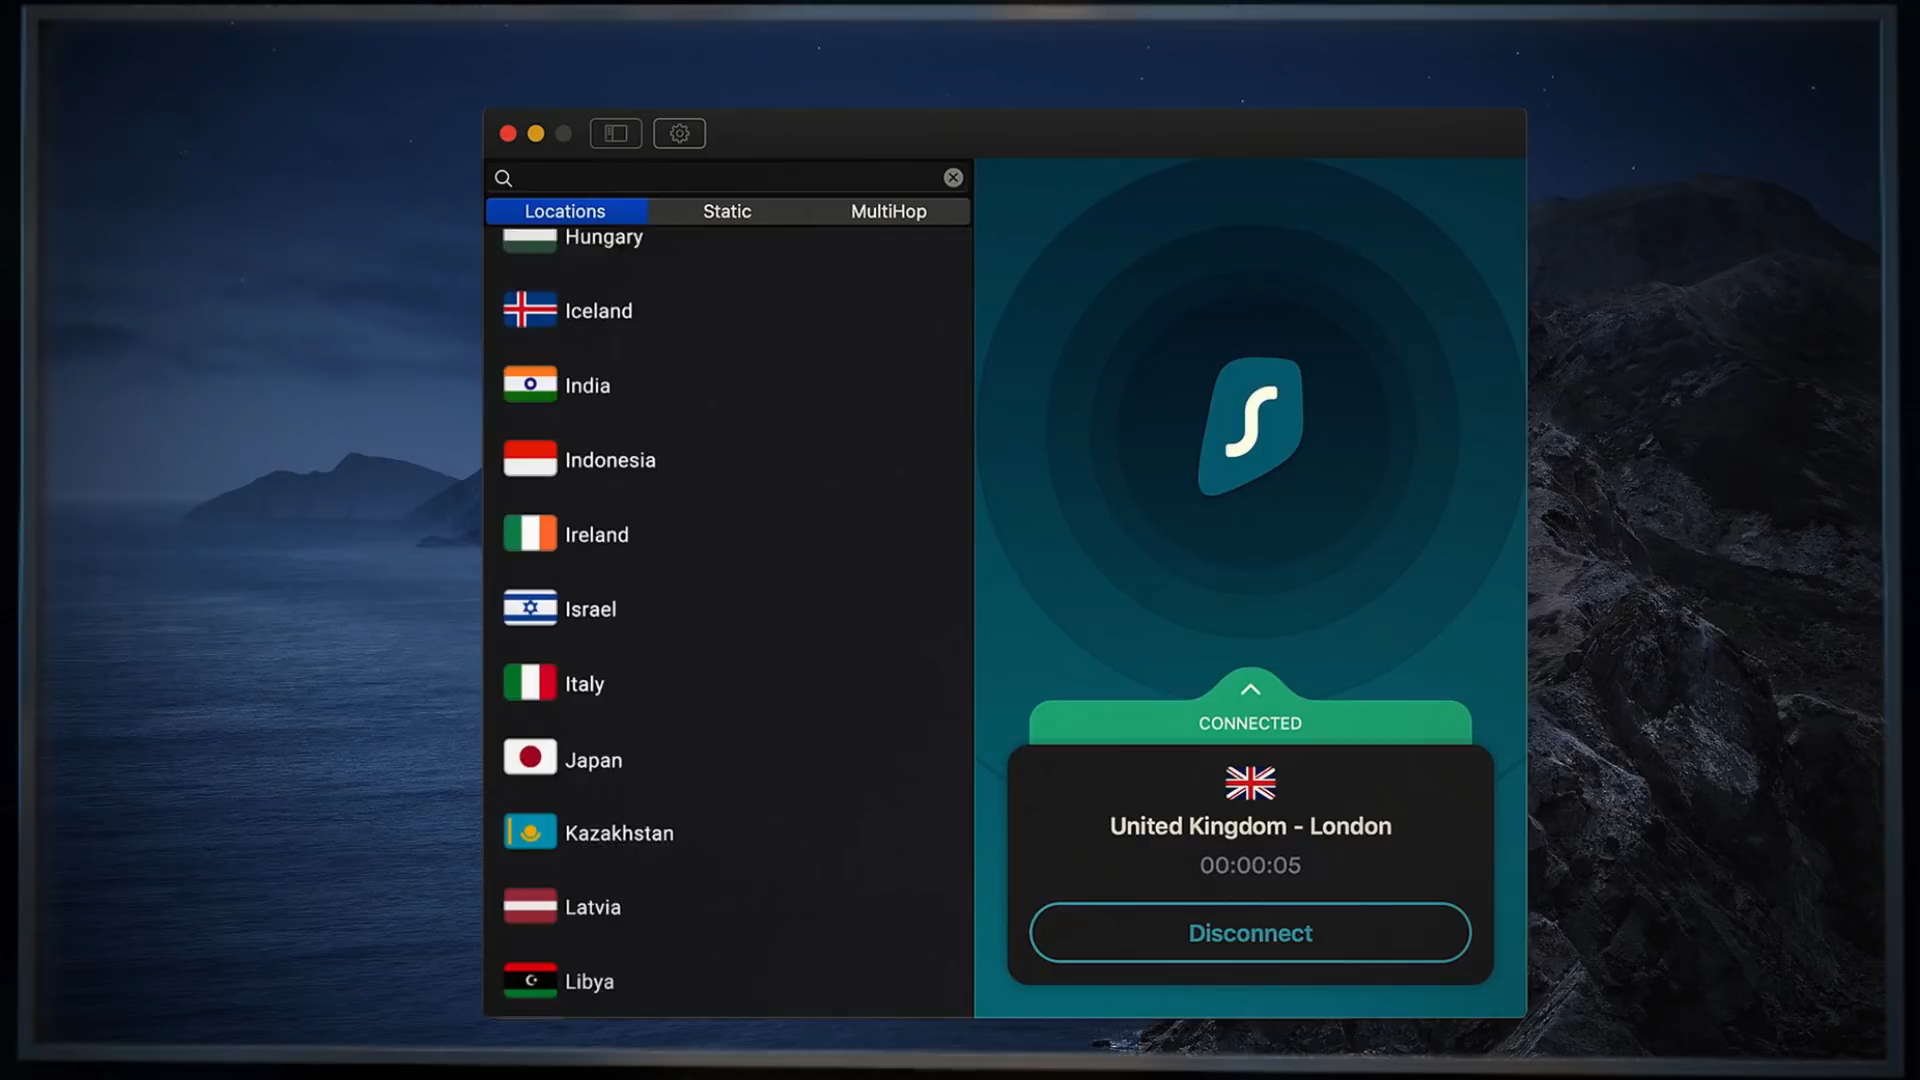 Locations
Static
MultiHop
Hungary
Iceland
India
Indonesia
Ireland
Israel
Italy
Japan
Kazakhstan
Latvia
Libya
CONNECTED
United Kingdom - London
00:00:05
Disconnect